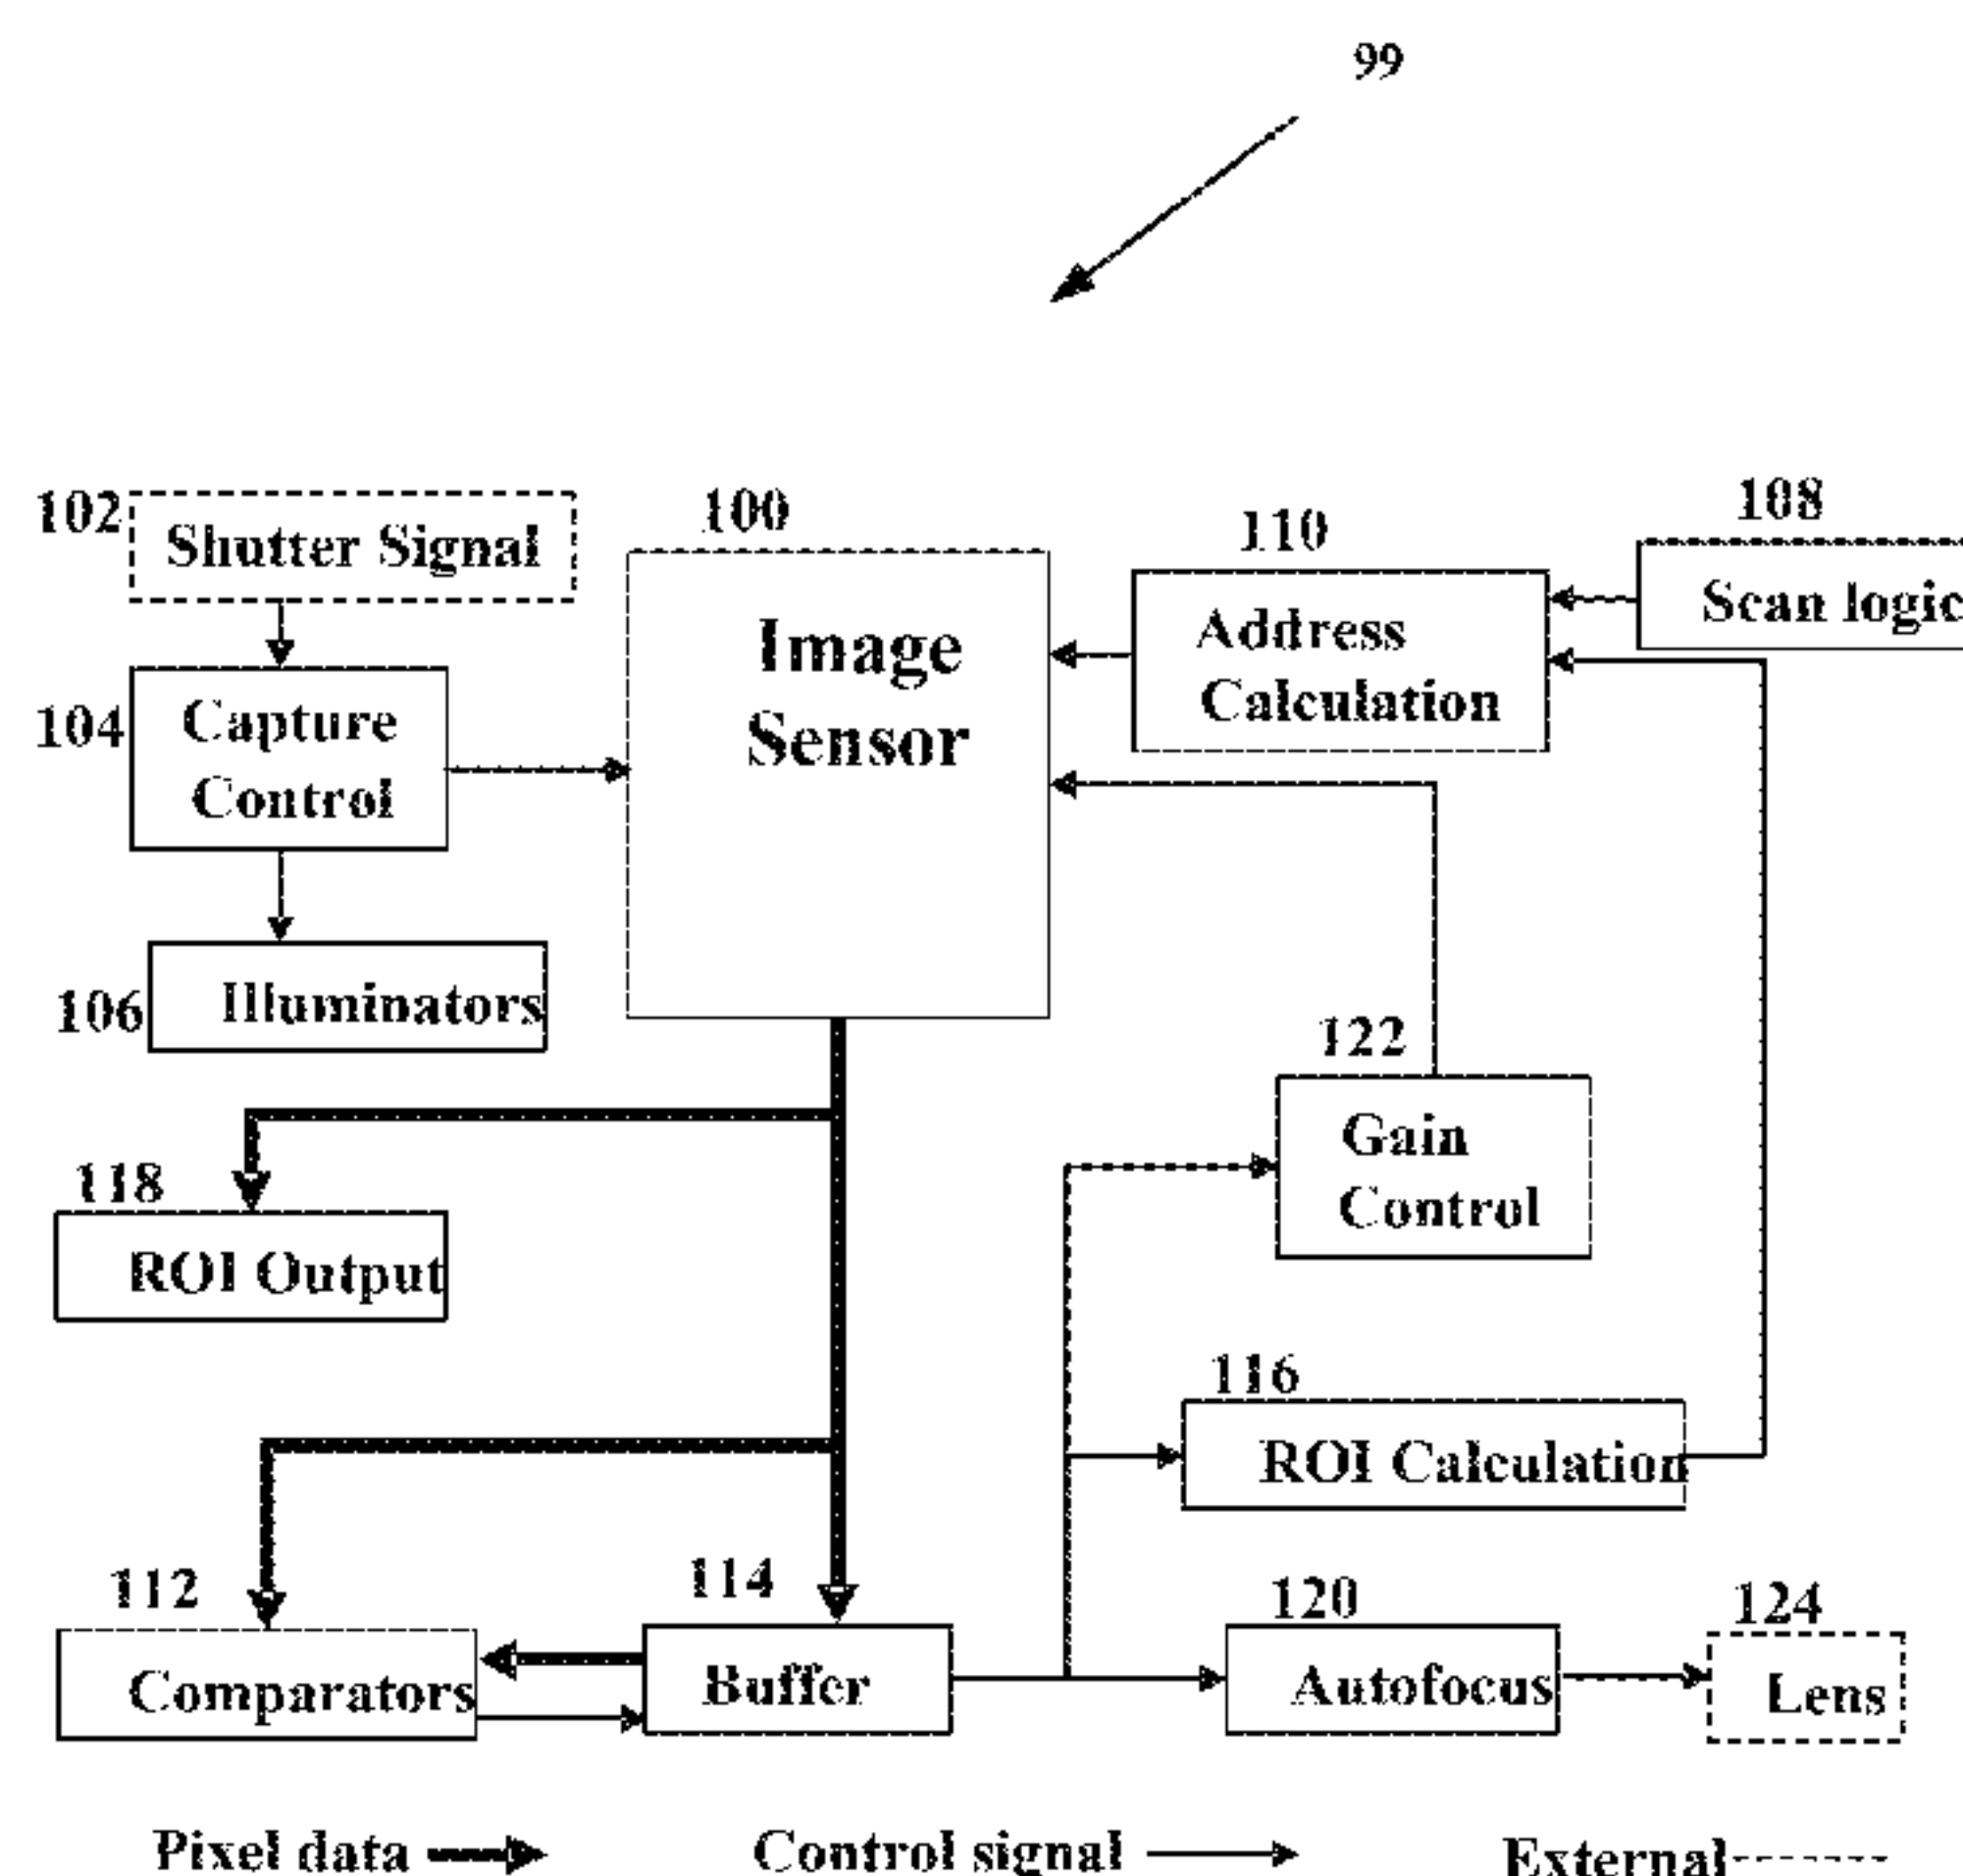 99
102
Shutter Signal
100
Image
Sensor
110
Address
Calculation
108
Scan logic
104
Capture
Control
106
Illuminators
122
Gain
Control
118
ROI Output
116
ROI Calculation
112
Comparators
114
Buffer
120
Autofocus
124
Lens
Pixel data
Control signal
External